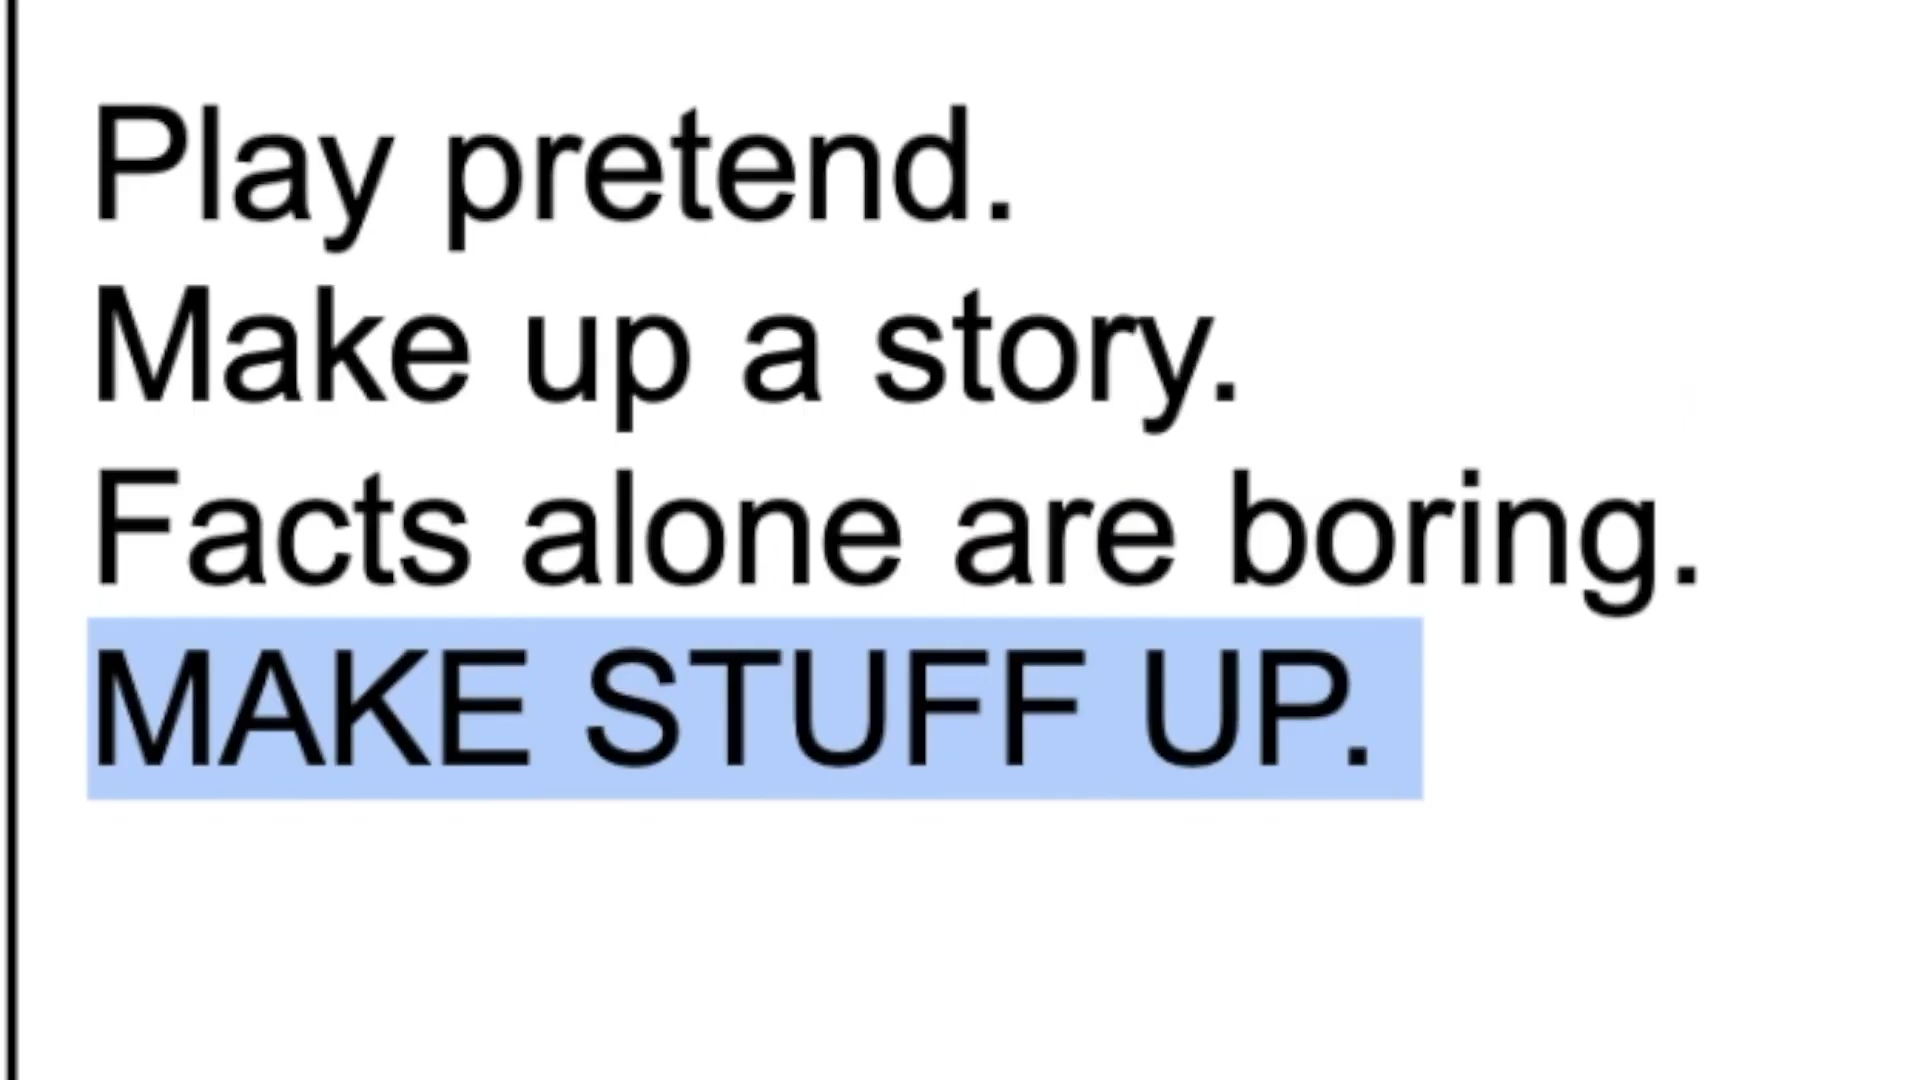 Play pretend.
Make up a story.
Facts alone are boring.
MAKE STUFF UP.